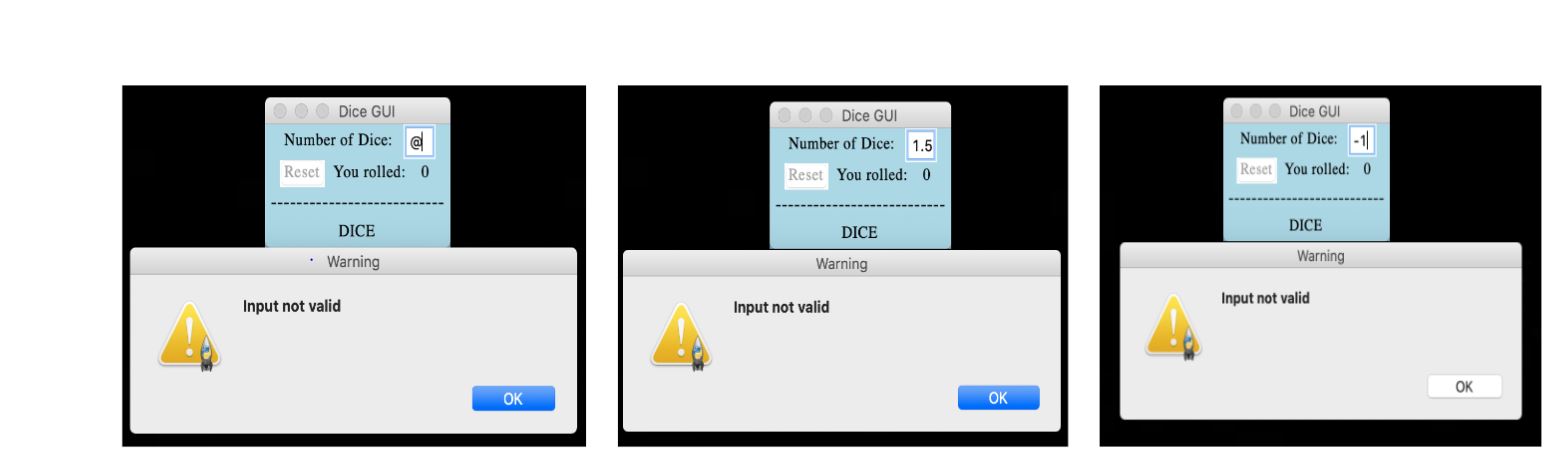 Dice GUI
Number of Dice: @
Reset You rolled: 0
---------------------------
DICE
Warning
Input not valid
OK
Dice GUI
Number of Dice: 1.5
Reset You rolled: 0
---------------------------
DICE
Warning
Input not valid
OK
Dice GUI
Number of Dice: -1
Reset You rolled: 0
---------------------------
DICE
Warning
Input not valid
OK